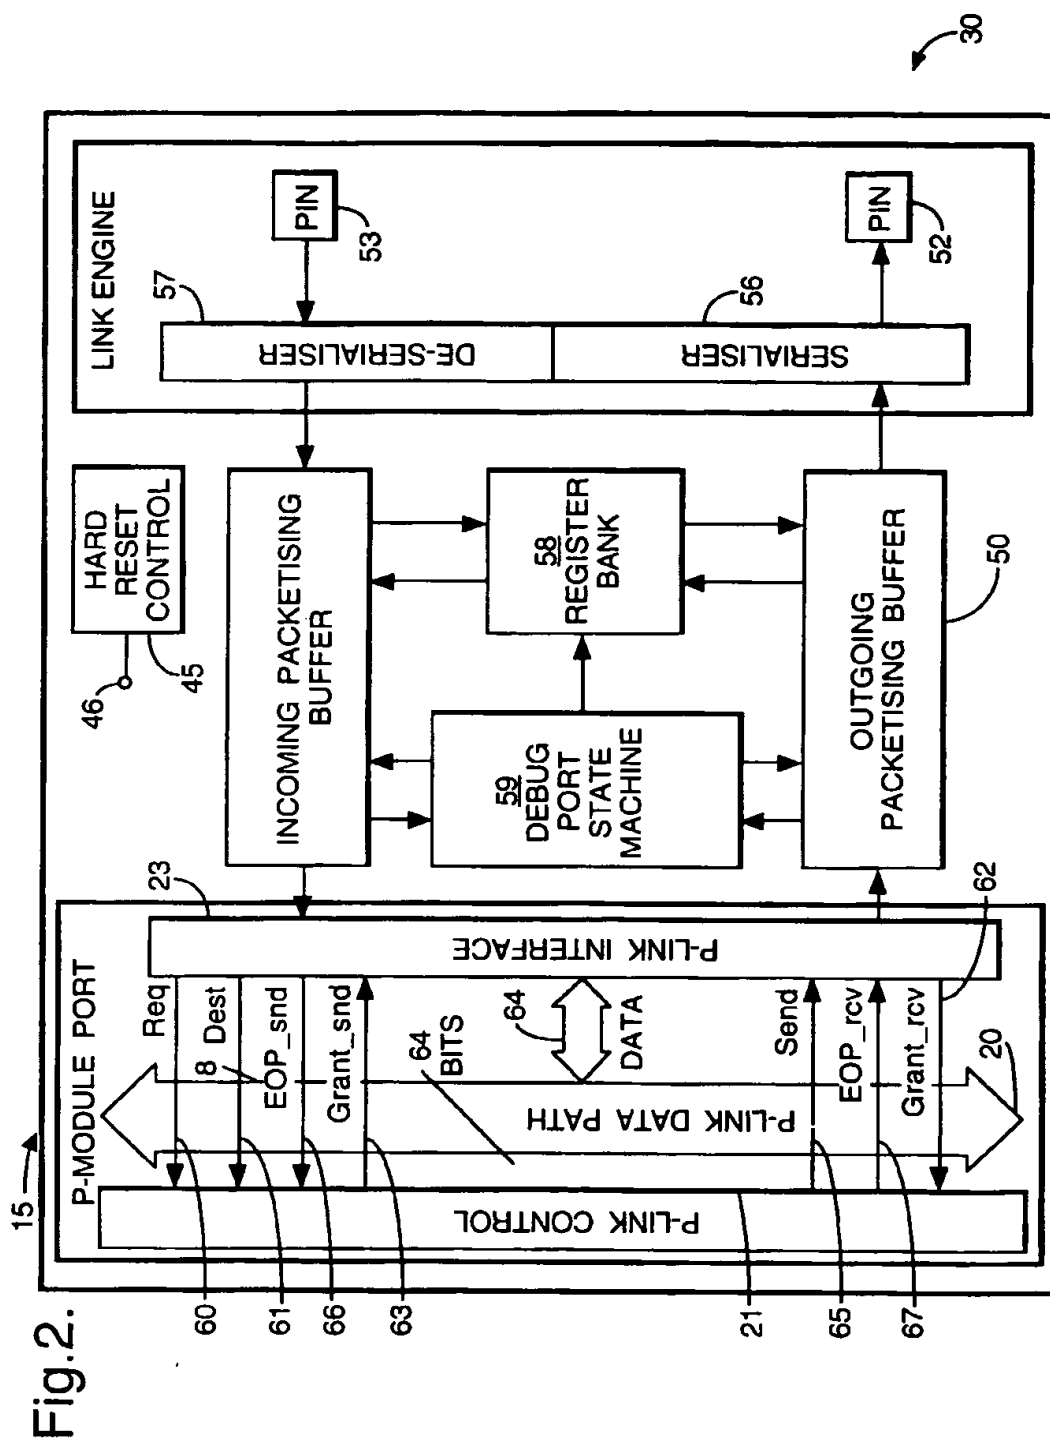 Fig.2.
15
30
P-MODULE PORT
P-LINK CONTROL
P-LINK DATA PATH
P-LINK INTERFACE
Req
Dest
8
EOP_snd
Grant_snd
64
BITS
64
DATA
Send
EOP_rcv
Grant_rcv
20
60
61
66
63
21
65
67
62
23
46
45
HARD
RESET
CONTROL
INCOMING PACKETISING
BUFFER
59
DEBUG
PORT
STATE
MACHINE
58
REGISTER
BANK
OUTGOING
PACKETISING BUFFER
50
LINK ENGINE
57
DE-SERIALISER
56
SERIALISER
PIN
53
PIN
52